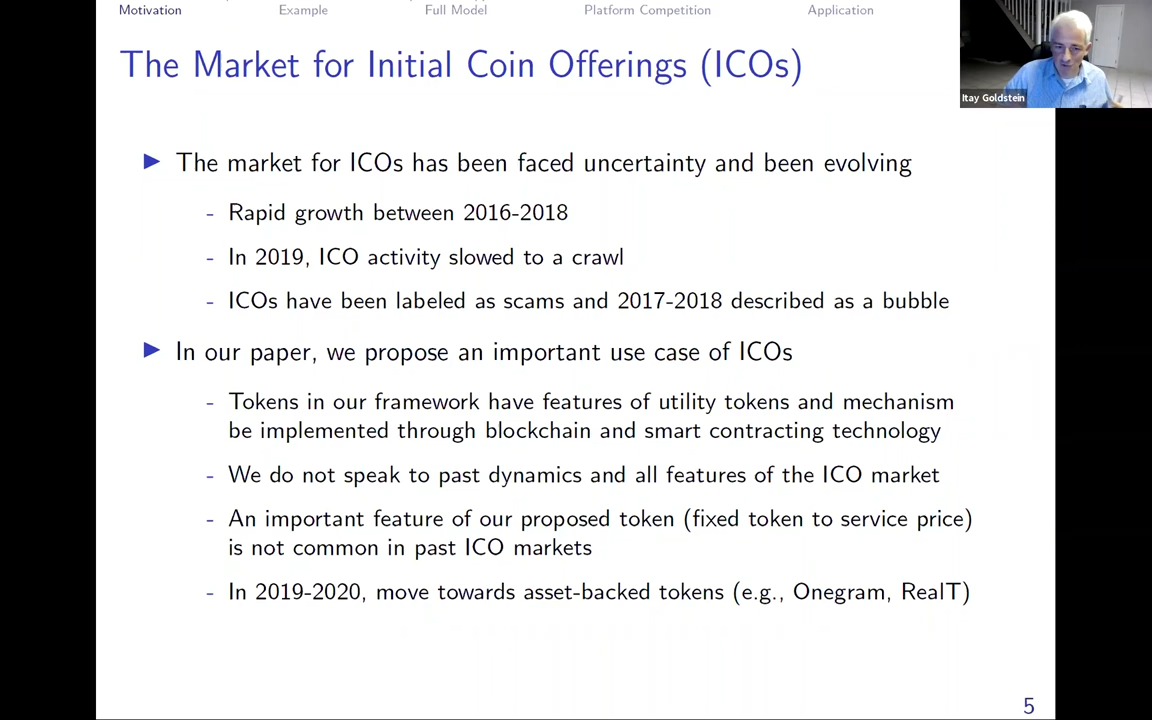 Motivation Example Full Model Platform Competition Application
The Market for Initial Coin Offerings (ICOs)
Itay Goldstein
▶ The market for ICOs has been faced uncertainty and been evolving
- Rapid growth between 2016-2018
- In 2019, ICO activity slowed to a crawl
- ICOs have been labeled as scams and 2017-2018 described as a bubble
▶ In our paper, we propose an important use case of ICOs
- Tokens in our framework have features of utility tokens and mechanism
be implemented through blockchain and smart contracting technology
- We do not speak to past dynamics and all features of the ICO market
- An important feature of our proposed token (fixed token to service price)
is not common in past ICO markets
- In 2019-2020, move towards asset-backed tokens (e.g., Onegram, RealT)
5